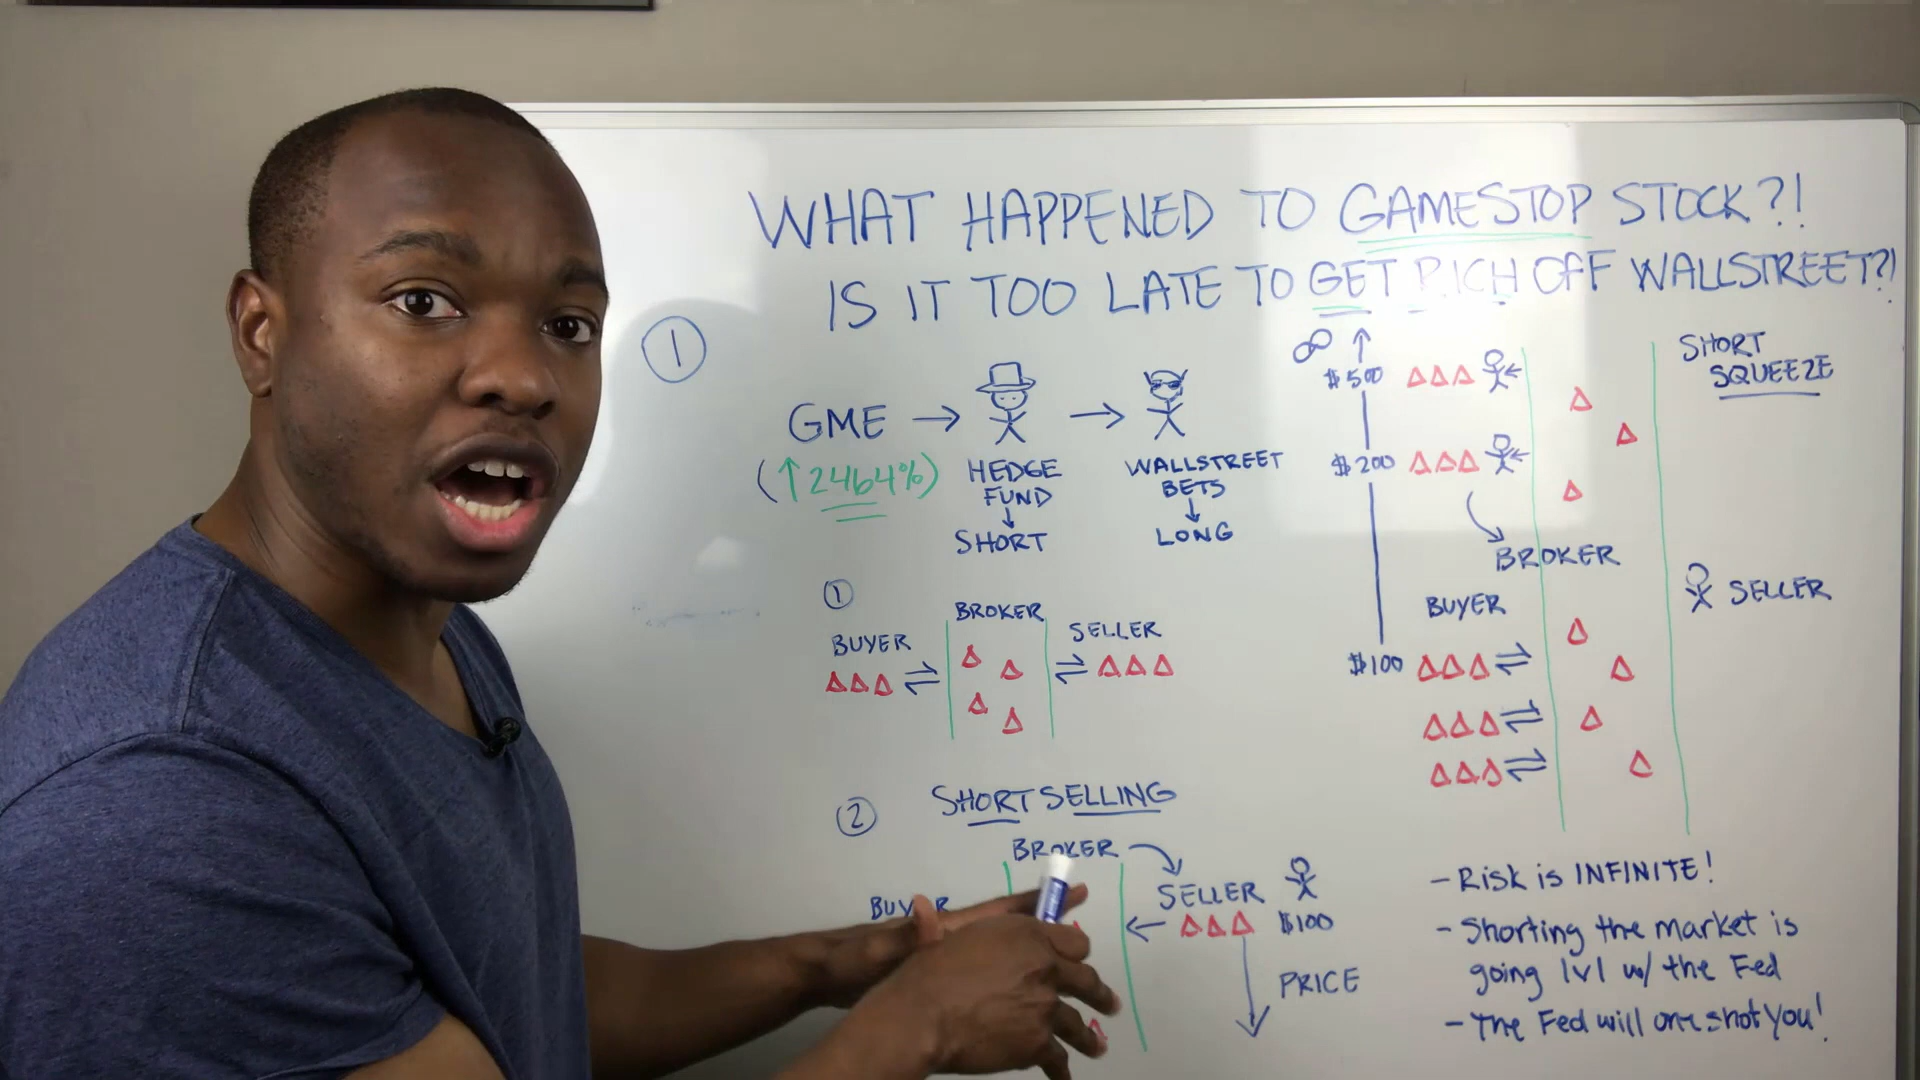 WHAT HAPPENED TO GAMESTOP STOCK?!
IS IT TOO LATE TO GET RICH OFF WALLSTREET?!
1
GME → → 
(↑2464%)
HEDGE
FUND
↓
SHORT
WALLSTREET
BETS
↓
LONG
1
BUYER
BROKER
SELLER
2
SHORT SELLING
BROKER
BUYER
SELLER
$100
PRICE
∞ ↑
$500
$200
BROKER
BUYER
$100
SHORT
SQUEEZE
SELLER
- Risk is INFINITE!
- Shorting the market is
going 1v1 w/ the Fed
- The Fed will one shot you!